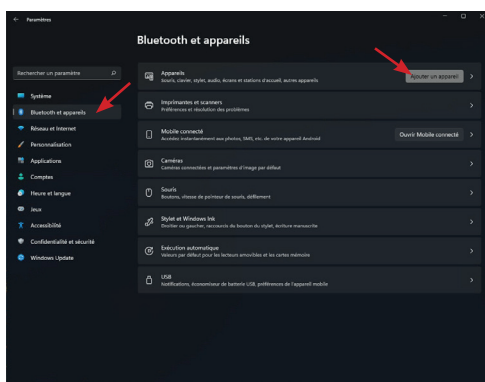 Paramètres
Bluetooth et appareils
Rechercher un paramètre
Système
Bluetooth et appareils
Réseau et Internet
Personnalisation
Applications
Comptes
Heure et langue
Jeux
Accessibilité
Confidentialité et sécurité
Windows Update
Appareils
Souris, clavier, stylet, audio, écrans et stations d'accueil, autres appareils
Ajouter un appareil
Imprimantes et scanners
Préférences et résolution des problèmes
Mobile connecté
Accédez instantanément aux photos, SMS, etc. de votre appareil Android
Ouvrir Mobile connecté
Caméras
Caméras connectées et paramètres d'image par défaut
Souris
Boutons, vitesse de pointeur de souris, défilement
Stylet et Windows Ink
Droitier ou gaucher, raccourcis du bouton du stylet, écriture manuscrite
Exécution automatique
Valeurs par défaut pour les lecteurs amovibles et les cartes mémoire
USB
Notifications, économiseur de batterie USB, préférences de l'appareil mobile